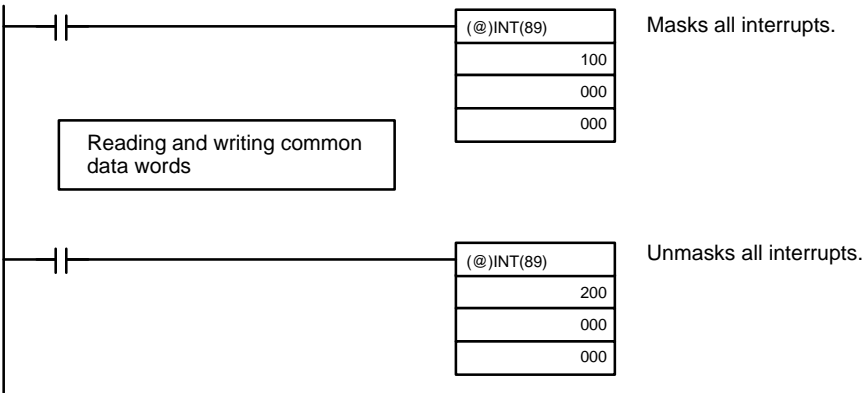 (@)INT(89)
Masks all interrupts.
100
000
000
Reading and writing common
data words
(@)INT(89)
Unmasks all interrupts.
200
000
000